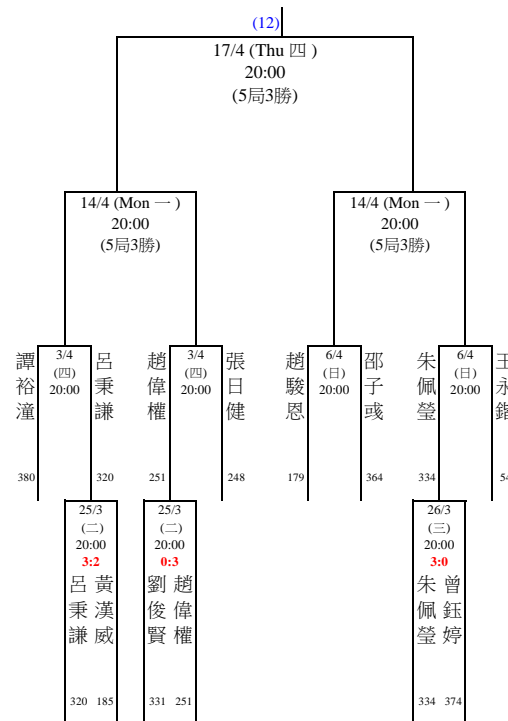 (12)
17/4 (Thu 四 )
20:00
(5局3勝)
14/4 (Mon 一 )
20:00
(5局3勝)
14/4 (Mon 一 )
20:00
(5局3勝)
譚裕潼
3/4
(四)
20:00
呂秉謙
趙偉權
3/4
(四)
20:00
張日健
趙駿恩
6/4
(日)
20:00
邵子彧
朱佩瑩
6/4
(日)
20:00
380
320
251
248
179
364
334
54
25/3
(二)
20:00
3:2
呂秉謙
黃漢威
320 185
25/3
(二)
20:00
0:3
劉俊賢
趙偉權
331 251
26/3
(三)
20:00
3:0
朱佩瑩
曾鈺婷
334 374